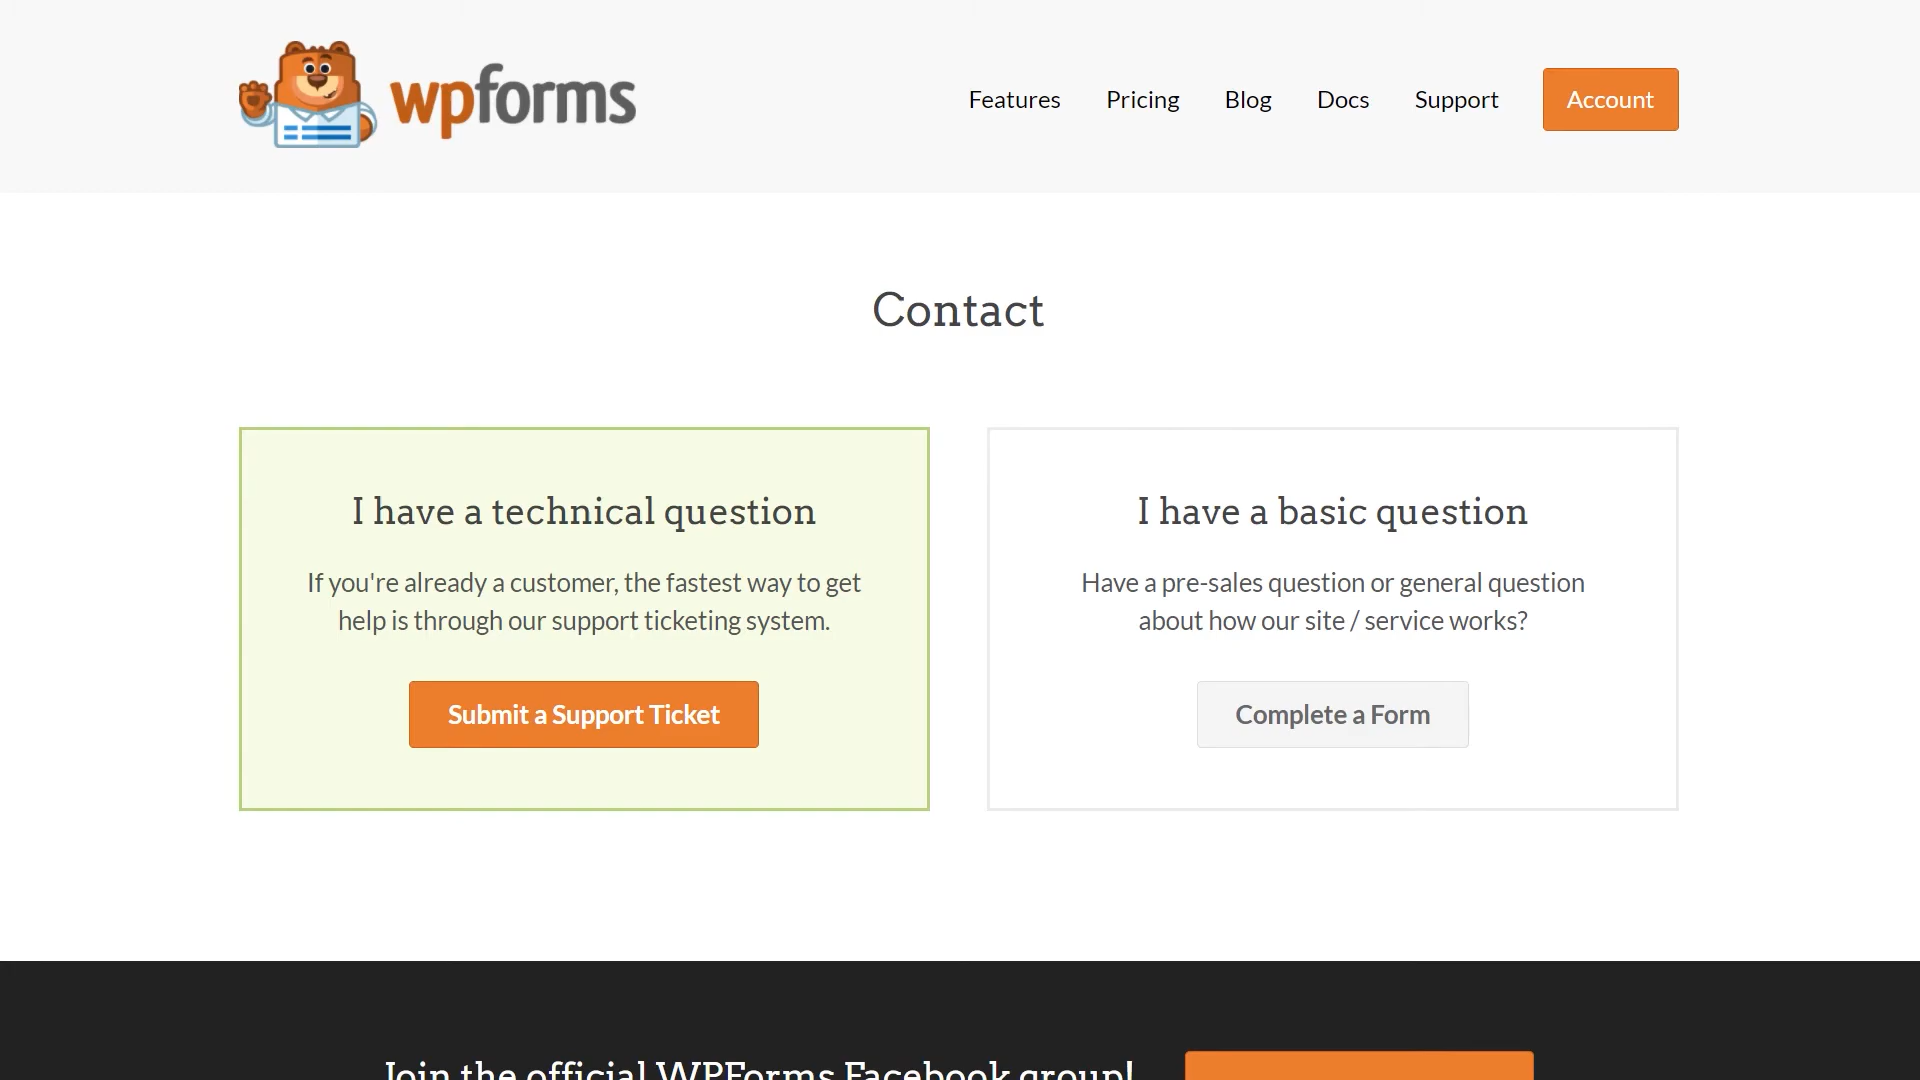 wpforms
Features Pricing Blog Docs Support Account
Contact
I have a technical question
If you're already a customer, the fastest way to get
help is through our support ticketing system.
Submit a Support Ticket
I have a basic question
Have a pre-sales question or general question
about how our site / service works?
Complete a Form
Join the official WPForms Facebook group!